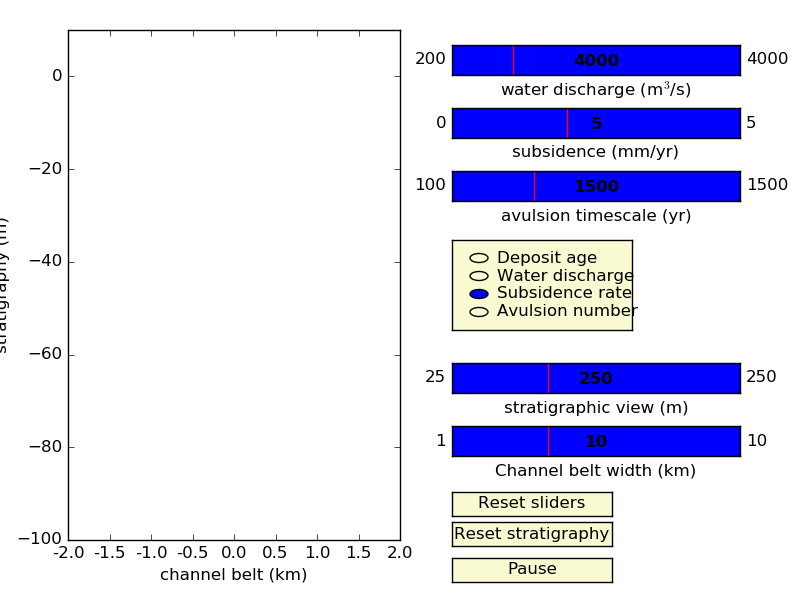 0
−20
−40
−60
−80
−100
-2.0 -1.5 -1.0 -0.5 0.0 0.5 1.0 1.5 2.0
channel belt (km)
stratigraphy (m)
200 4000 4000
water discharge (m³/s)
0 5 5
subsidence (mm/yr)
100 1500 1500
avulsion timescale (yr)
Deposit age
Water discharge
Subsidence rate
Avulsion number
25 250 250
stratigraphic view (m)
1 10 10
Channel belt width (km)
Reset sliders
Reset stratigraphy
Pause